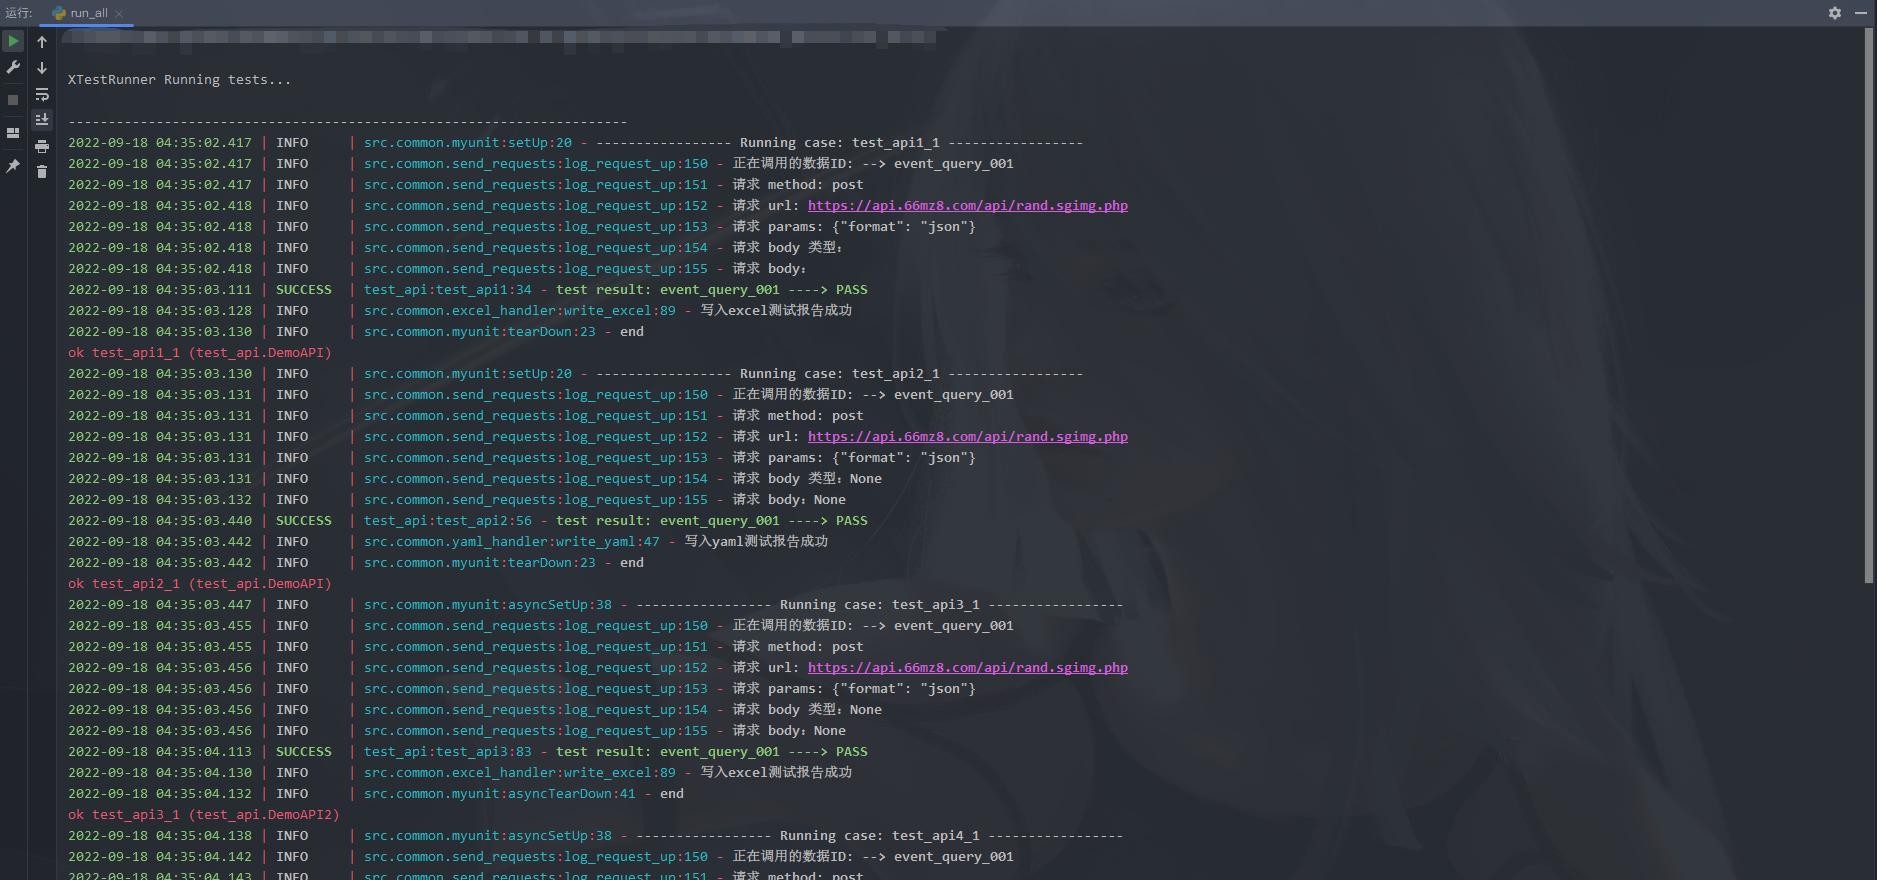 运行: run_all
XTestRunner Running tests...
----------------------------------------------------------------------
2022-09-18 04:35:02.417 | INFO     | src.common.myunit:setUp:20 - ----------------- Running case: test_api1_1 -----------------
2022-09-18 04:35:02.417 | INFO     | src.common.send_requests:log_request_up:150 - 正在调用的数据ID: --> event_query_001
2022-09-18 04:35:02.417 | INFO     | src.common.send_requests:log_request_up:151 - 请求 method: post
2022-09-18 04:35:02.418 | INFO     | src.common.send_requests:log_request_up:152 - 请求 url: https://api.66mz8.com/api/rand.sgimg.php
2022-09-18 04:35:02.418 | INFO     | src.common.send_requests:log_request_up:153 - 请求 params: {"format": "json"}
2022-09-18 04:35:02.418 | INFO     | src.common.send_requests:log_request_up:154 - 请求 body 类型：
2022-09-18 04:35:02.418 | INFO     | src.common.send_requests:log_request_up:155 - 请求 body：
2022-09-18 04:35:03.111 | SUCCESS  | test_api:test_api1:34 - test result: event_query_001 ----> PASS
2022-09-18 04:35:03.128 | INFO     | src.common.excel_handler:write_excel:89 - 写入excel测试报告成功
2022-09-18 04:35:03.130 | INFO     | src.common.myunit:tearDown:23 - end
ok test_api1_1 (test_api.DemoAPI)
2022-09-18 04:35:03.130 | INFO     | src.common.myunit:setUp:20 - ----------------- Running case: test_api2_1 -----------------
2022-09-18 04:35:03.131 | INFO     | src.common.send_requests:log_request_up:150 - 正在调用的数据ID: --> event_query_001
2022-09-18 04:35:03.131 | INFO     | src.common.send_requests:log_request_up:151 - 请求 method: post
2022-09-18 04:35:03.131 | INFO     | src.common.send_requests:log_request_up:152 - 请求 url: https://api.66mz8.com/api/rand.sgimg.php
2022-09-18 04:35:03.131 | INFO     | src.common.send_requests:log_request_up:153 - 请求 params: {"format": "json"}
2022-09-18 04:35:03.131 | INFO     | src.common.send_requests:log_request_up:154 - 请求 body 类型：None
2022-09-18 04:35:03.132 | INFO     | src.common.send_requests:log_request_up:155 - 请求 body：None
2022-09-18 04:35:03.440 | SUCCESS  | test_api:test_api2:56 - test result: event_query_001 ----> PASS
2022-09-18 04:35:03.442 | INFO     | src.common.yaml_handler:write_yaml:47 - 写入yaml测试报告成功
2022-09-18 04:35:03.442 | INFO     | src.common.myunit:tearDown:23 - end
ok test_api2_1 (test_api.DemoAPI)
2022-09-18 04:35:03.447 | INFO     | src.common.myunit:asyncSetUp:38 - ----------------- Running case: test_api3_1 -----------------
2022-09-18 04:35:03.455 | INFO     | src.common.send_requests:log_request_up:150 - 正在调用的数据ID: --> event_query_001
2022-09-18 04:35:03.455 | INFO     | src.common.send_requests:log_request_up:151 - 请求 method: post
2022-09-18 04:35:03.456 | INFO     | src.common.send_requests:log_request_up:152 - 请求 url: https://api.66mz8.com/api/rand.sgimg.php
2022-09-18 04:35:03.456 | INFO     | src.common.send_requests:log_request_up:153 - 请求 params: {"format": "json"}
2022-09-18 04:35:03.456 | INFO     | src.common.send_requests:log_request_up:154 - 请求 body 类型：None
2022-09-18 04:35:03.456 | INFO     | src.common.send_requests:log_request_up:155 - 请求 body：None
2022-09-18 04:35:04.113 | SUCCESS  | test_api:test_api3:83 - test result: event_query_001 ----> PASS
2022-09-18 04:35:04.130 | INFO     | src.common.excel_handler:write_excel:89 - 写入excel测试报告成功
2022-09-18 04:35:04.132 | INFO     | src.common.myunit:asyncTearDown:41 - end
ok test_api3_1 (test_api.DemoAPI2)
2022-09-18 04:35:04.138 | INFO     | src.common.myunit:asyncSetUp:38 - ----------------- Running case: test_api4_1 -----------------
2022-09-18 04:35:04.142 | INFO     | src.common.send_requests:log_request_up:150 - 正在调用的数据ID: --> event_query_001
2022-09-18 04:35:04.143 | INFO     | src.common.send_requests:log_request_up:151 - 请求 method: post